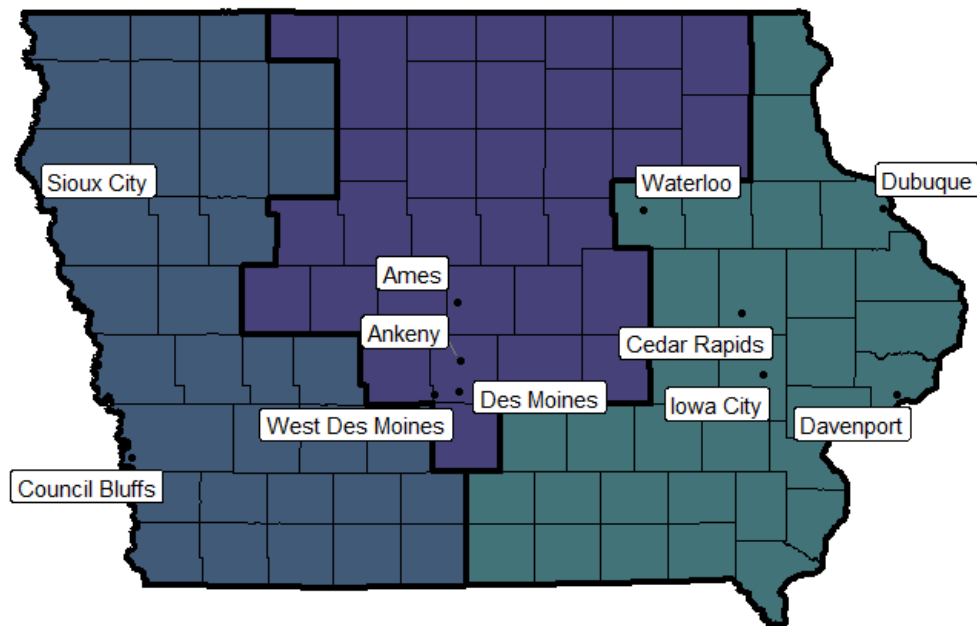 Sioux City
Waterloo
Dubuque
Ames
Ankeny
Cedar Rapids
Des Moines
Iowa City
West Des Moines
Davenport
Council Bluffs